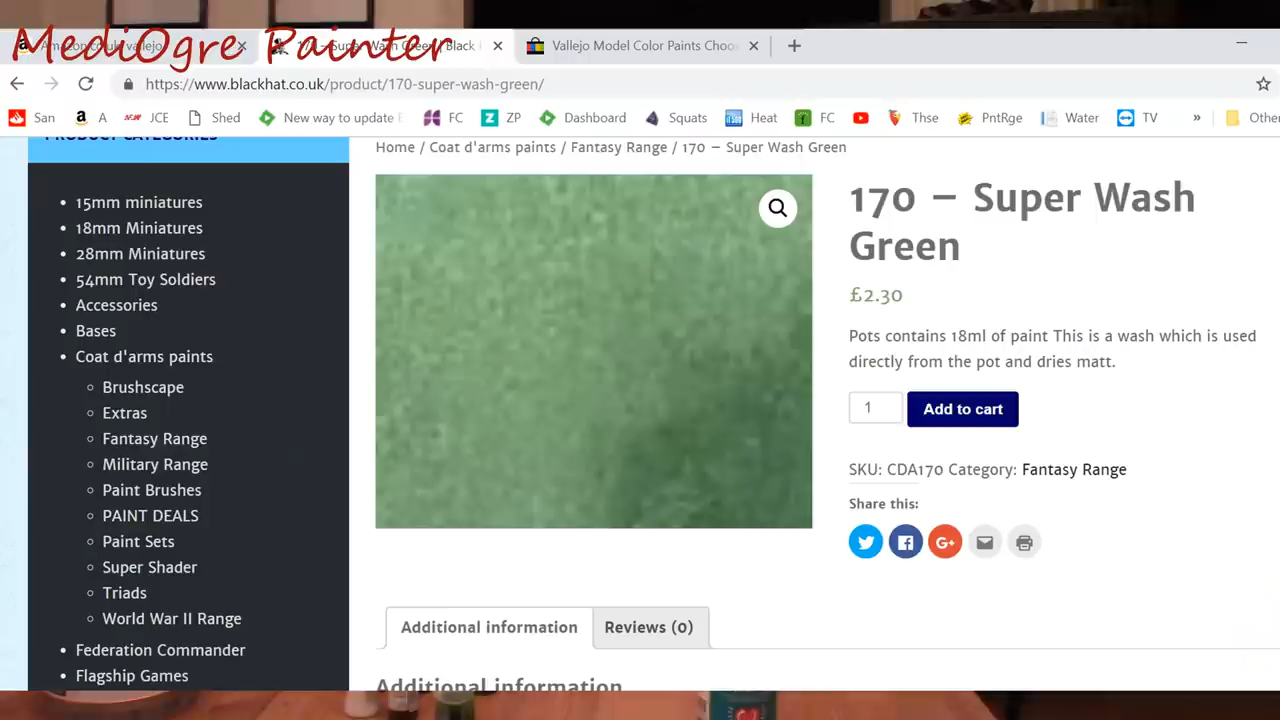 MediOgre Painter
Vallejo Model Color Paints Choo
https://www.blackhat.co.uk/product/170-super-wash-green/
San A JCE Shed New way to update FC ZP Dashboard Squats Heat FC Thse PntRge Water TV » Other
PRODUCT CATEGORIES
Home / Coat d'arms paints / Fantasy Range / 170 – Super Wash Green
15mm miniatures
18mm Miniatures
28mm Miniatures
54mm Toy Soldiers
Accessories
Bases
Coat d'arms paints
Brushscape
Extras
Fantasy Range
Military Range
Paint Brushes
PAINT DEALS
Paint Sets
Super Shader
Triads
World War II Range
Federation Commander
Flagship Games
170 – Super Wash
Green
£2.30
Pots contains 18ml of paint This is a wash which is used
directly from the pot and dries matt.
1 Add to cart
SKU: CDA170 Category: Fantasy Range
Share this:
Additional information Reviews (0)
Additional information